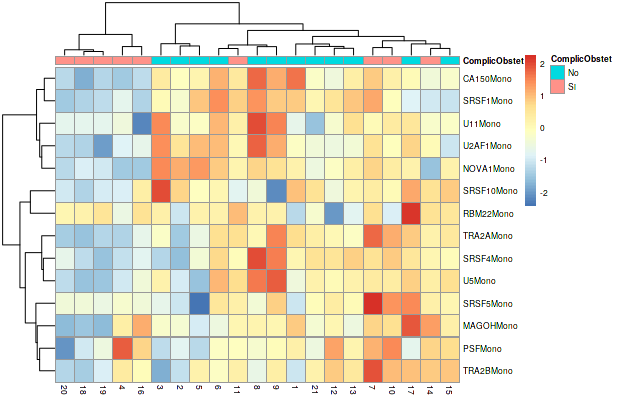 ComplicObstet
CA150Mono
SRSF1Mono
U11Mono
U2AF1Mono
NOVA1Mono
SRSF10Mono
RBM22Mono
TRA2AMono
SRSF4Mono
U5Mono
SRSF5Mono
MAGOHMono
PSFMono
TRA2BMono
20 18 19 4 16 3 2 5 6 11 8 9 1 21 12 13 7 10 17 14 15
2
1
0
-1
-2
ComplicObstet
No
SI